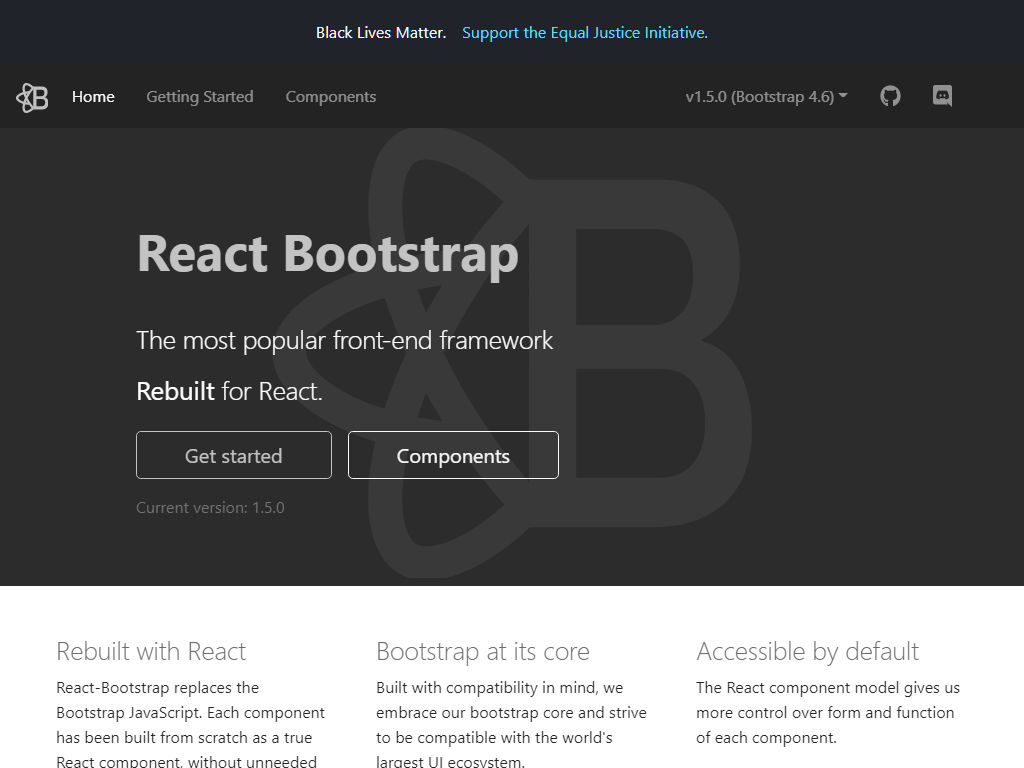 Black Lives Matter. Support the Equal Justice Initiative.
Home Getting Started Components v1.5.0 (Bootstrap 4.6)
React Bootstrap
The most popular front-end framework
Rebuilt for React.
Get started Components
Current version: 1.5.0
Rebuilt with React
React-Bootstrap replaces the
Bootstrap JavaScript. Each component
has been built from scratch as a true
React component, without unneeded
Bootstrap at its core
Built with compatibility in mind, we
embrace our bootstrap core and strive
to be compatible with the world's
largest UI ecosystem.
Accessible by default
The React component model gives us
more control over form and function
of each component.